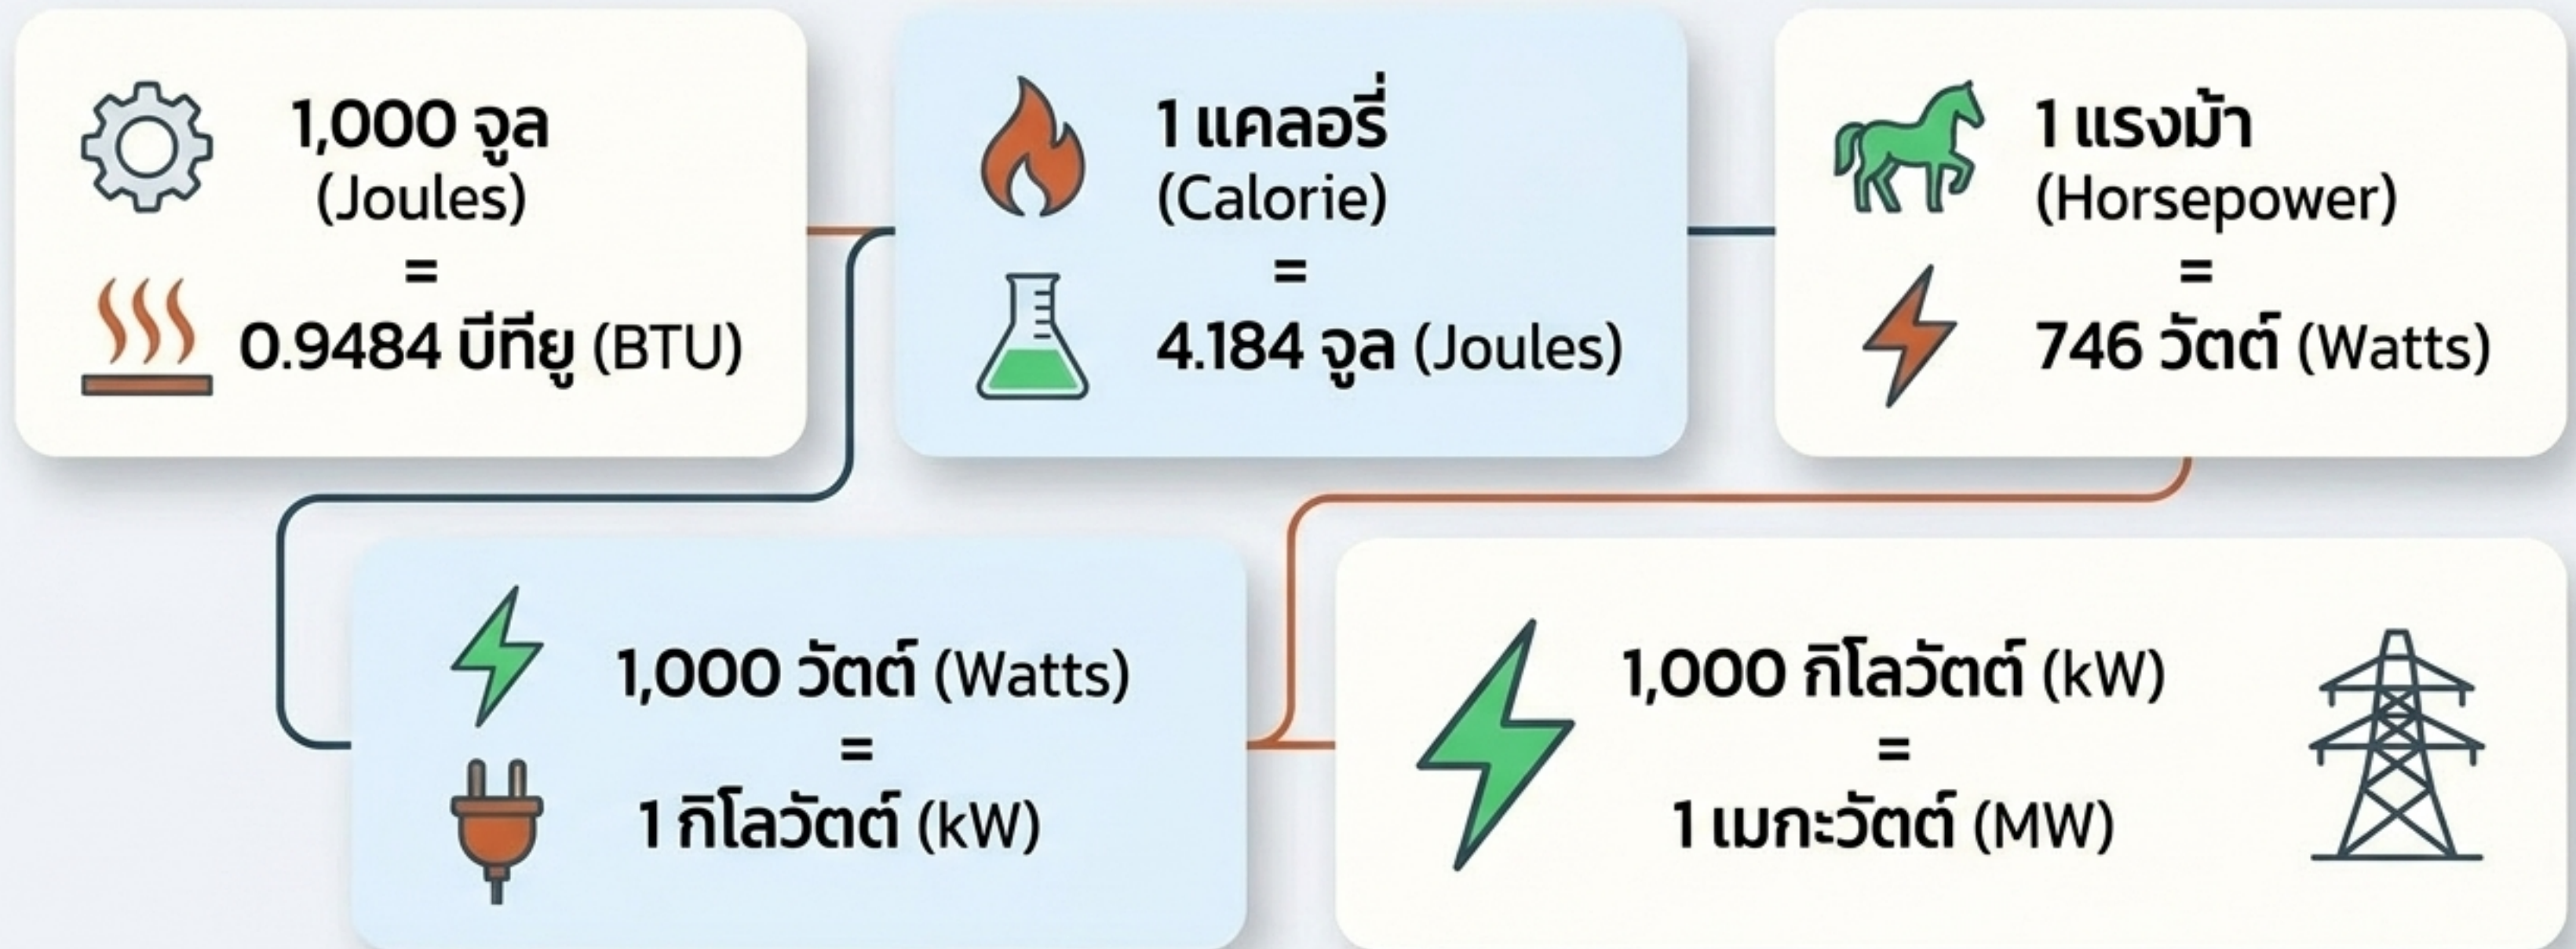 1,000 จูล
(Joules)
=
0.9484 บีทียู (BTU)
1 แคลอรี่
(Calorie)
=
4.184 จูล (Joules)
1 แรงม้า
(Horsepower)
=
746 วัตต์ (Watts)
1,000 วัตต์ (Watts)
=
1 กิโลวัตต์ (kW)
1,000 กิโลวัตต์ (kW)
=
1 เมกะวัตต์ (MW)